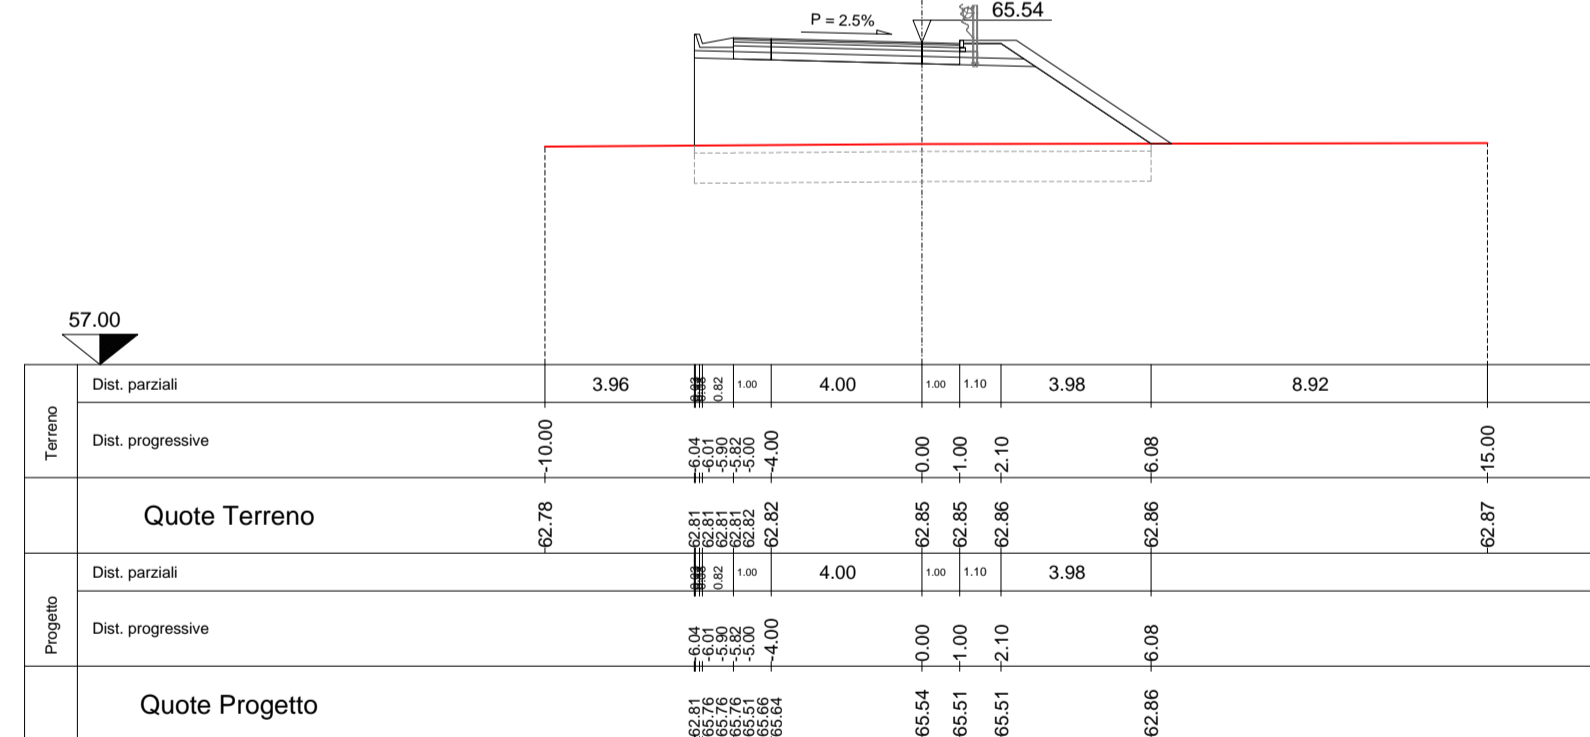 P = 2.5%
65.54
57.00
Terreno
Dist. parziali
3.96 0.82 1.00 4.00 1.00 1.10 3.98 8.92
Dist. progressive
-10.00 -6.04 -6.01 -5.90 -5.82 -5.00 -4.00 0.00 1.00 2.10 6.08 15.00
Quote Terreno
62.78 62.81 62.81 62.81 62.81 62.82 62.82 62.85 62.85 62.86 62.86 62.87
Progetto
Dist. parziali
0.82 1.00 4.00 1.00 1.10 3.98
Dist. progressive
-6.04 -6.01 -5.90 -5.82 -5.00 -4.00 0.00 1.00 2.10 6.08
Quote Progetto
62.81 65.76 65.76 65.76 65.51 65.66 65.64 65.54 65.51 65.51 62.86